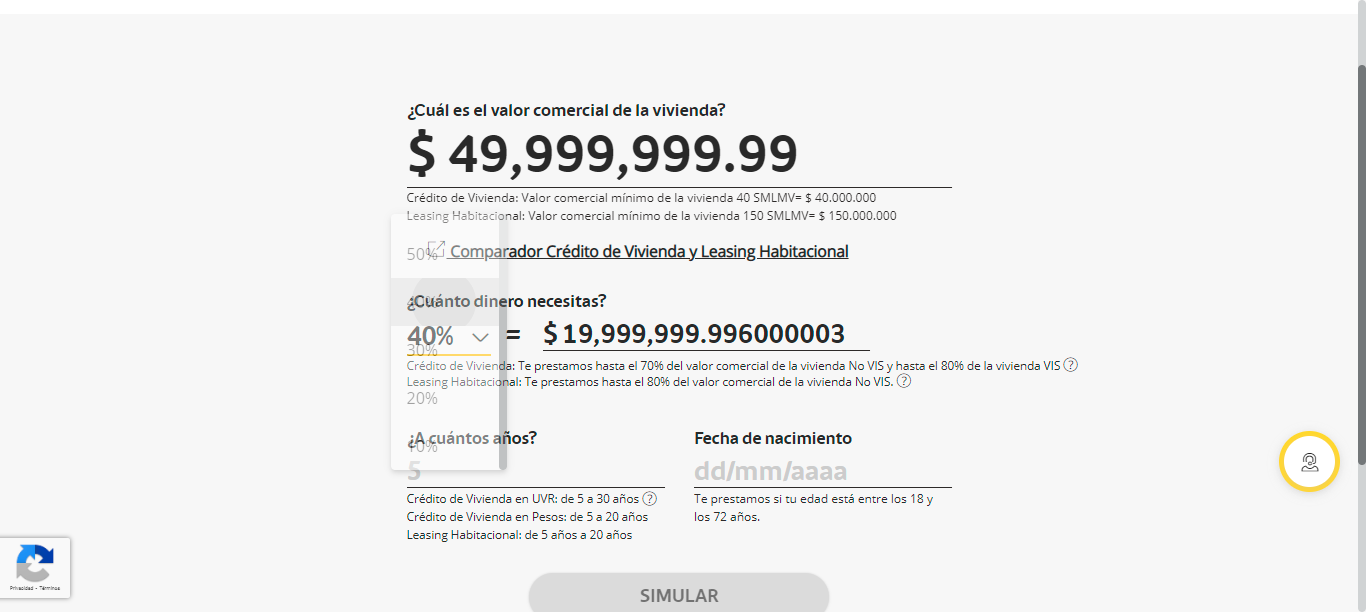 ¿Cuál es el valor comercial de la vivienda?
$ 49,999,999.99
Crédito de Vivienda: Valor comercial mínimo de la vivienda 40 SMLMV= $ 40.000.000
Leasing Habitacional: Valor comercial mínimo de la vivienda 150 SMLMV= $ 150.000.000
50%
Comparador Crédito de Vivienda y Leasing Habitacional
40%
¿Cuánto dinero necesitas?
40% = $ 19,999,999.996000003
30%
Crédito de Vivienda: Te prestamos hasta el 70% del valor comercial de la vivienda No VIS y hasta el 80% de la vivienda VIS ?
Leasing Habitacional: Te prestamos hasta el 80% del valor comercial de la vivienda No VIS. ?
20%
10%
¿A cuántos años?
5
Crédito de Vivienda en UVR: de 5 a 30 años ?
Crédito de Vivienda en Pesos: de 5 a 20 años
Leasing Habitacional: de 5 años a 20 años
Fecha de nacimiento
dd/mm/aaaa
Te prestamos si tu edad está entre los 18 y
los 72 años.
SIMULAR
Privacidad - Términos